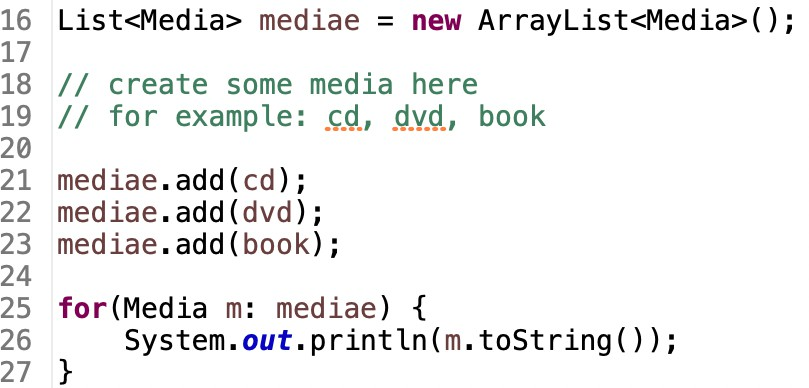 16 List<Media> mediae = new ArrayList<Media>();
17
18 // create some media here
19 // for example: cd, dvd, book
20
21 mediae.add(cd);
22 mediae.add(dvd);
23 mediae.add(book);
24
25 for(Media m: mediae) {
26     System.out.println(m.toString());
27 }